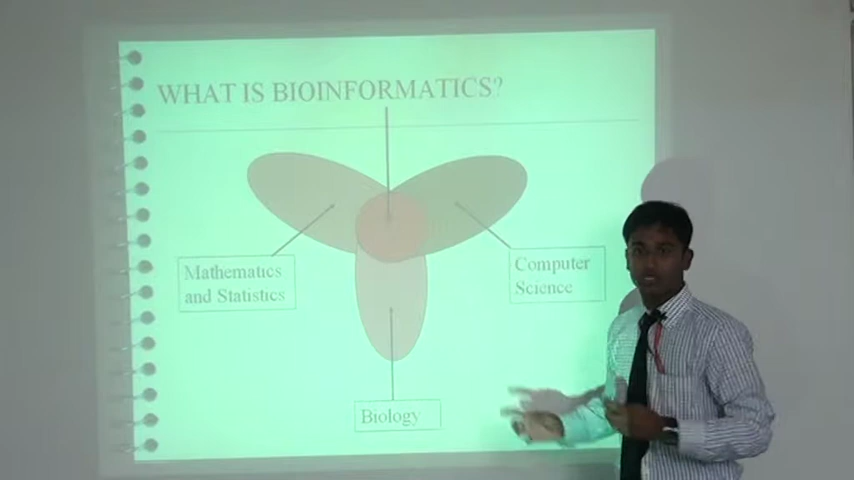 WHAT IS BIOINFORMATICS?
Mathematics
and Statistics
Computer
Science
Biology